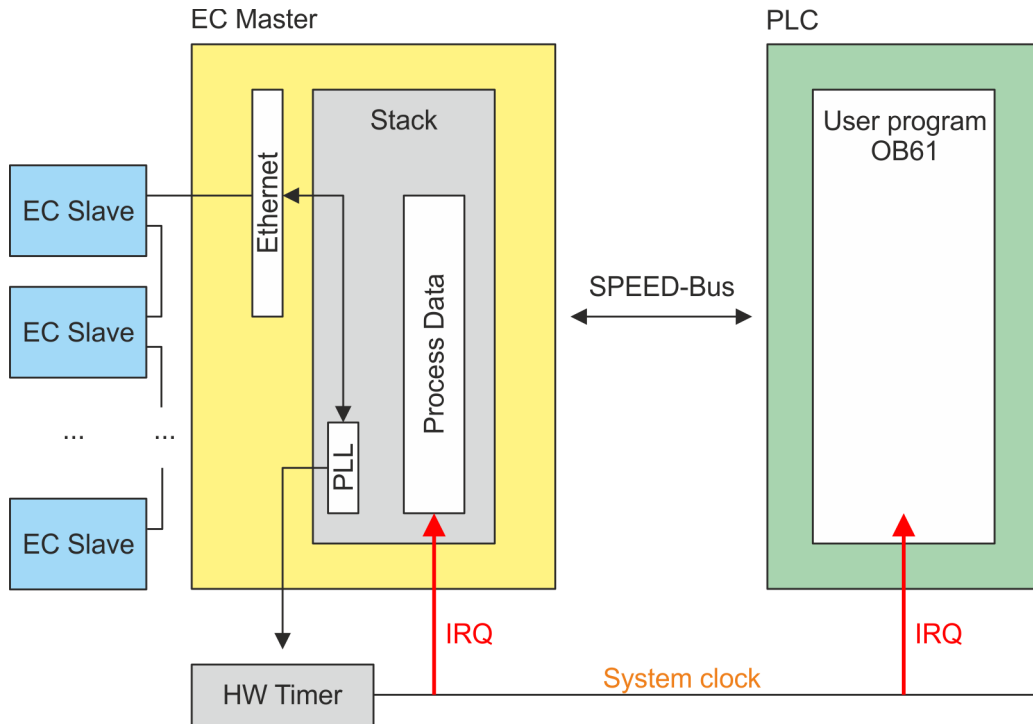 EC Master
PLC
Stack
User program
OB61
Ethernet
EC Slave
Process Data
SPEED-Bus
EC Slave
...
...
PLL
EC Slave
IRQ
IRQ
HW Timer
System clock